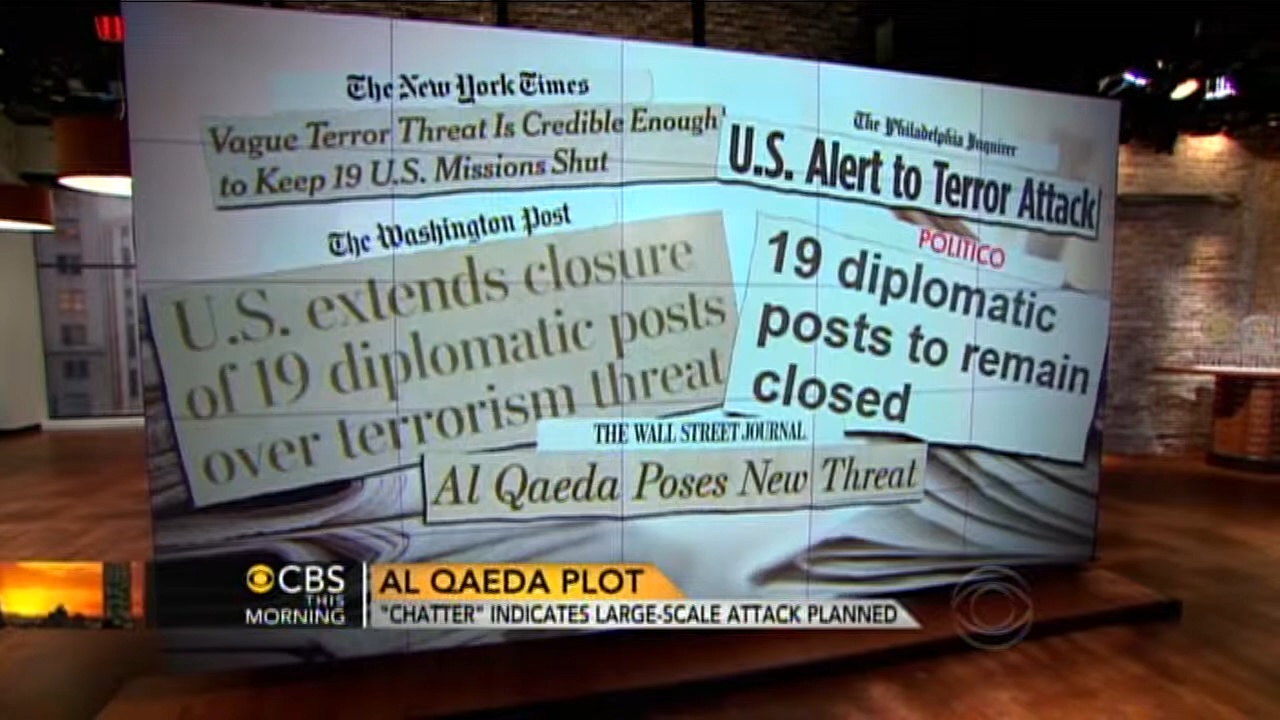 The New York Times
Vague Terror Threat Is Credible Enough
to Keep 19 U.S. Missions Shut
The Philadelphia Inquirer
U.S. Alert to Terror Attack
The Washington Post
U.S. extends closure
of 19 diplomatic posts
over terrorism threat
POLITICO
19 diplomatic
posts to remain
closed
THE WALL STREET JOURNAL
Al Qaeda Poses New Threat
CBS
THIS
MORNING
AL QAEDA PLOT
"CHATTER" INDICATES LARGE-SCALE ATTACK PLANNED